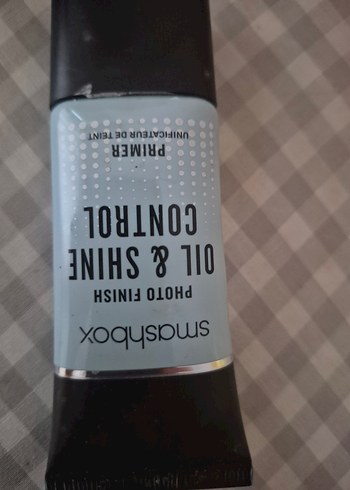 smashbox
PHOTO FINISH
OIL & SHINE
CONTROL
PRIMER
UNIFICATEUR DE TEINT